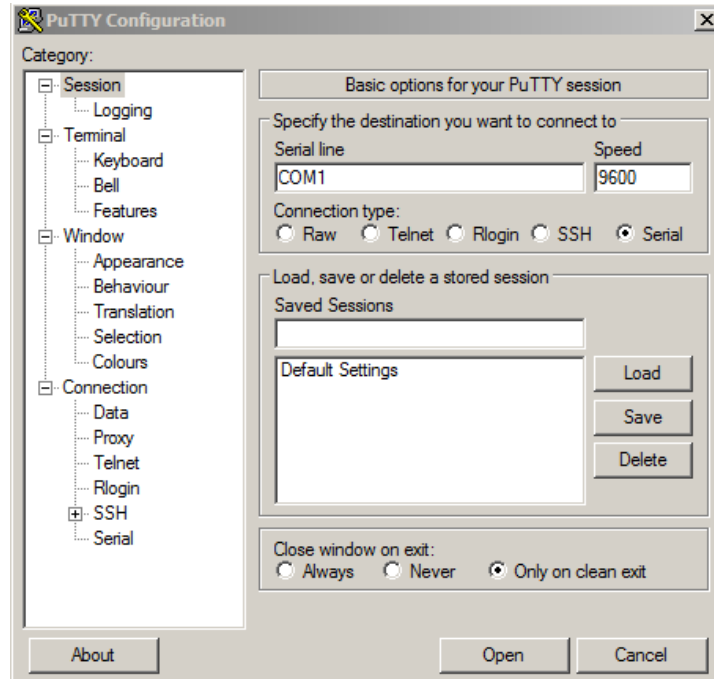 PuTTY Configuration
Category:
Session
Logging
Terminal
Keyboard
Bell
Features
Window
Appearance
Behaviour
Translation
Selection
Colours
Connection
Data
Proxy
Telnet
Rlogin
SSH
Serial
Basic options for your PuTTY session
Specify the destination you want to connect to
Serial line Speed
COM1 9600
Connection type:
Raw Telnet Rlogin SSH Serial
Load, save or delete a stored session
Saved Sessions
Default Settings
Load
Save
Delete
Close window on exit:
Always Never Only on clean exit
About Open Cancel